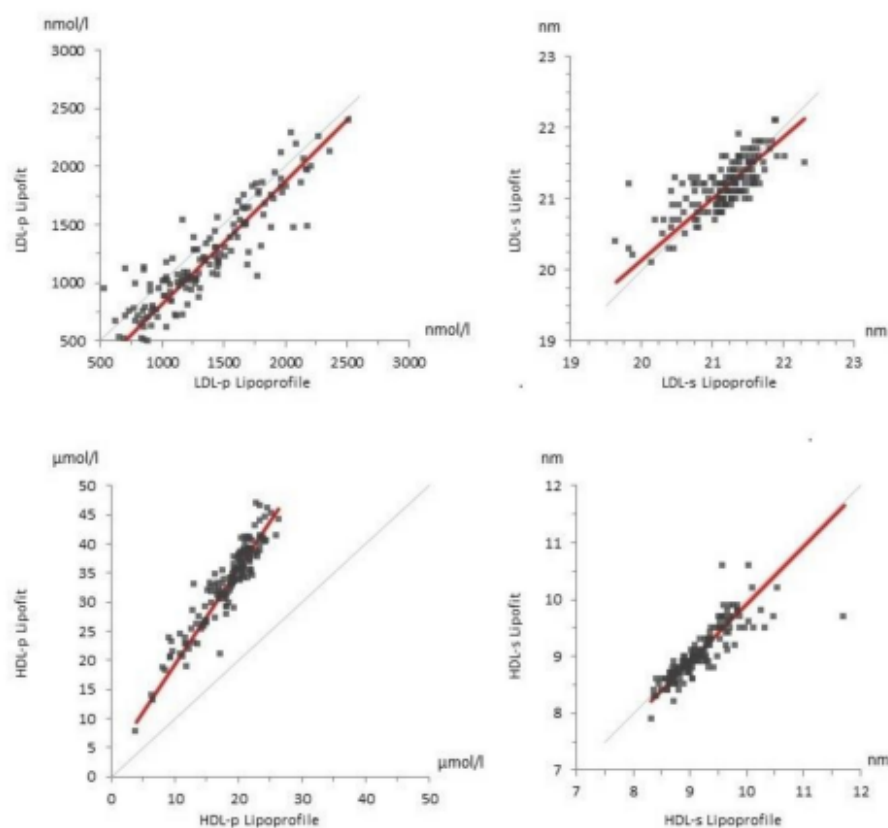 nmol/l
3000
2500
2000
1500
1000
500
LDL-p Lipofit
500 1000 1500 2000 2500 3000
nmol/l
LDL-p Lipoprofile
nm
23
22
21
20
19
LDL-s Lipofit
19 20 21 22 23
nm
LDL-s Lipoprofile
µmol/l
50
45
40
35
30
25
20
15
10
5
0
HDL-p Lipofit
0 10 20 30 40 50
µmol/l
HDL-p Lipoprofile
nm
12
11
10
9
8
7
HDL-s Lipofit
7 8 9 10 11 12
nm
HDL-s Lipoprofile